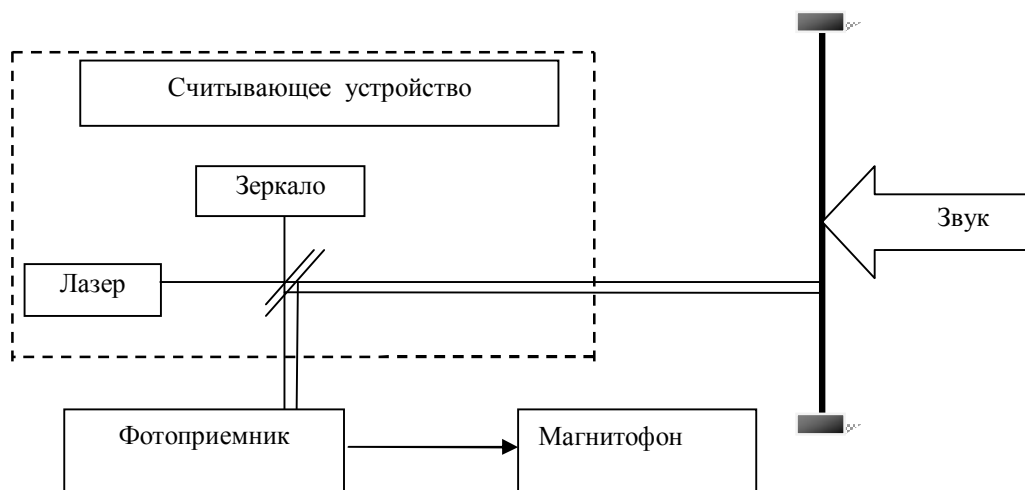 Считывающее устройство
Зеркало
Звук
Лазер
Фотоприемник
Магнитофон